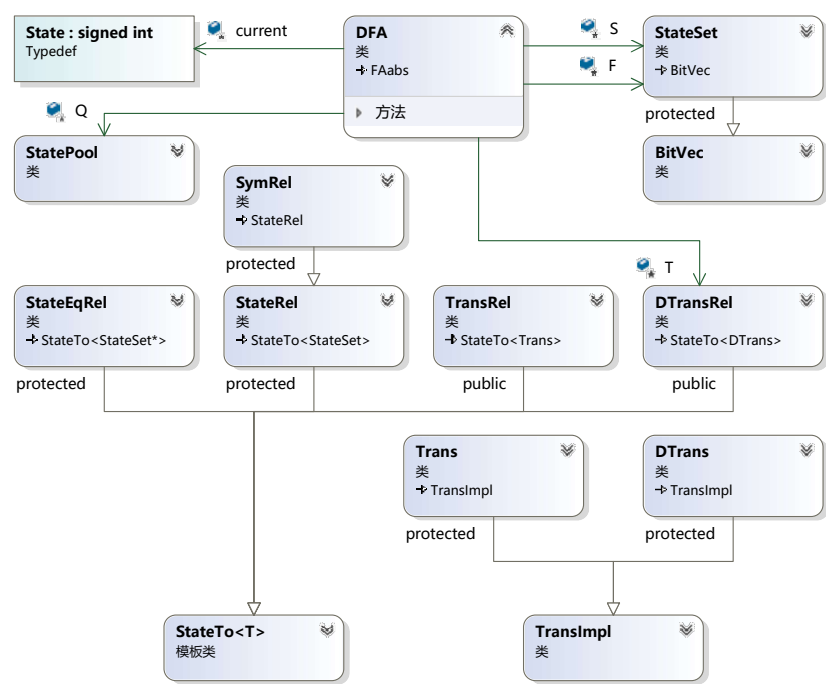 State : signed int
Typedef
current
DFA
类
FAabs
方法
S
F
StateSet
类
BitVec
protected
Q
StatePool
类
BitVec
类
SymRel
类
StateRel
protected
T
StateEqRel
类
StateTo<StateSet*>
protected
StateRel
类
StateTo<StateSet>
protected
TransRel
类
StateTo<Trans>
public
DTransRel
类
StateTo<DTrans>
public
Trans
类
TransImpl
protected
DTrans
类
TransImpl
protected
StateTo<T>
模板类
TransImpl
类